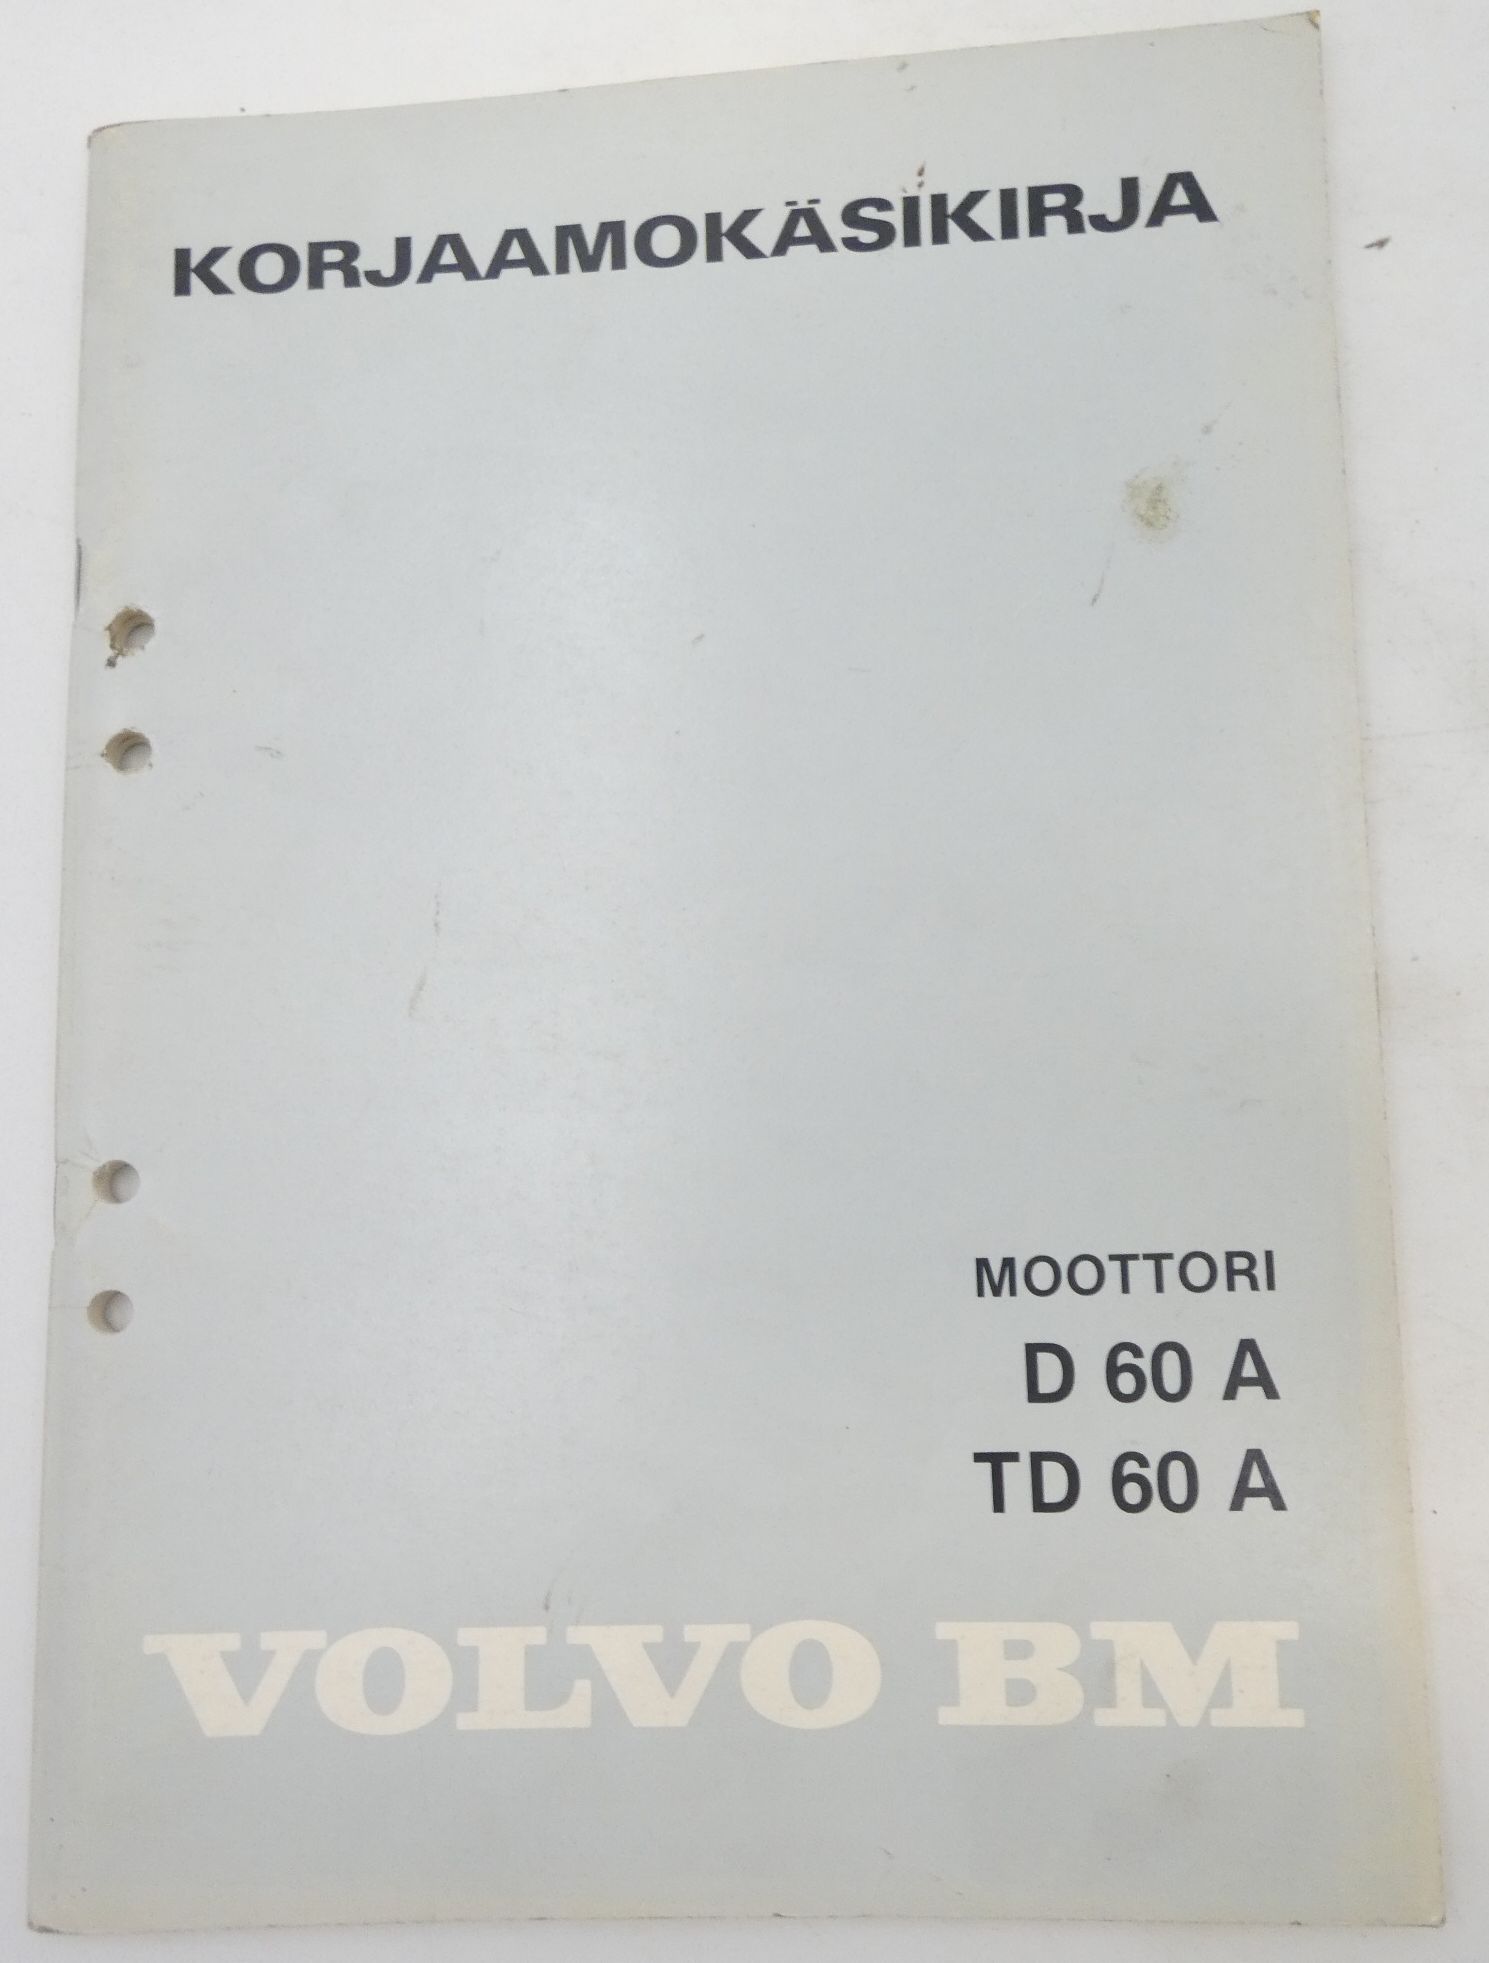 KORJAAMOKÄSIKIRJA
MOOTTORI
D 60 A
TD 60 A
VOLVO BM